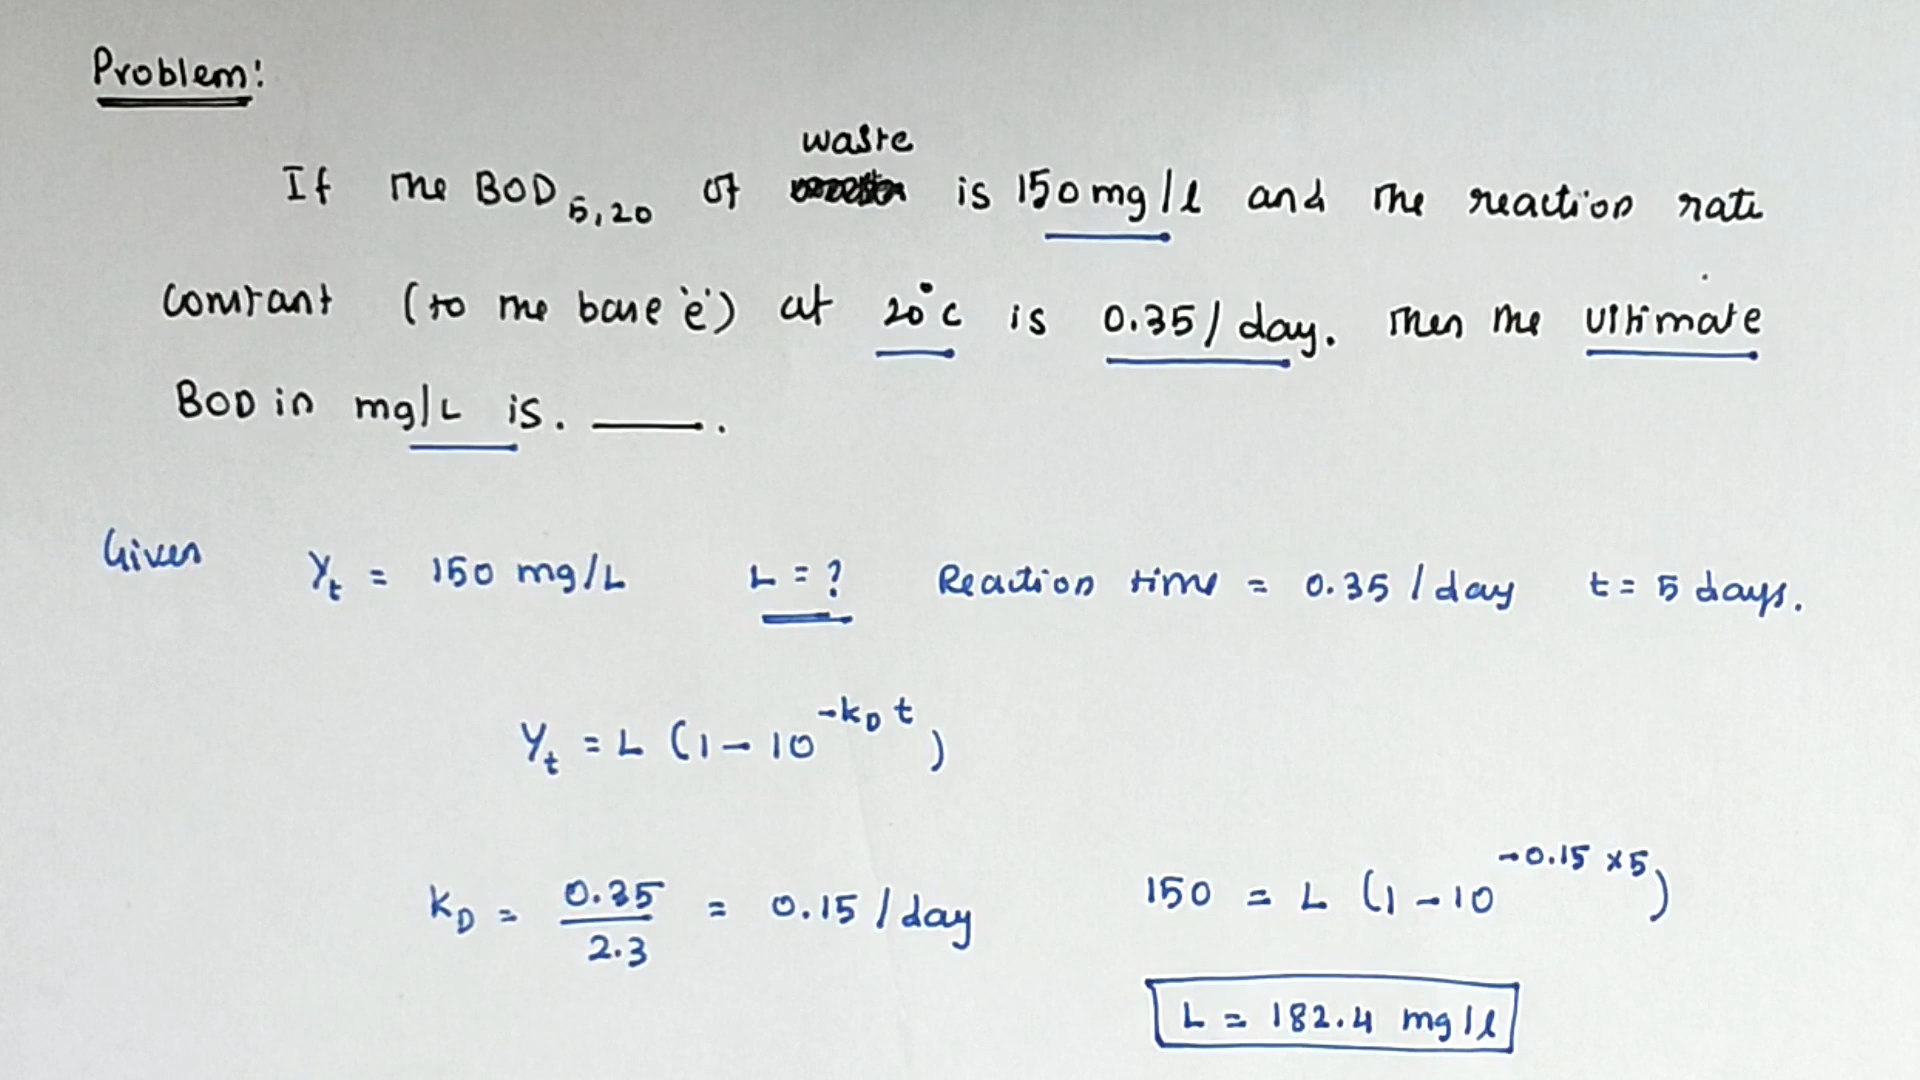 Problem:
waste
If the BOD 5,20 of is 150 mg/l and the reaction rate
constant (to the base 'e') at 20°C is 0.35/day. Then the Ultimate
BOD in mg/L is. ___.
Given Yt = 150 mg/L L = ? Reaction time = 0.35 / day t = 5 days.
Yt = L (1 - 10^-KD t)
KD = 0.35/2.3 = 0.15 / day 150 = L (1 - 10^-0.15 x 5)
L = 182.4 mg/l